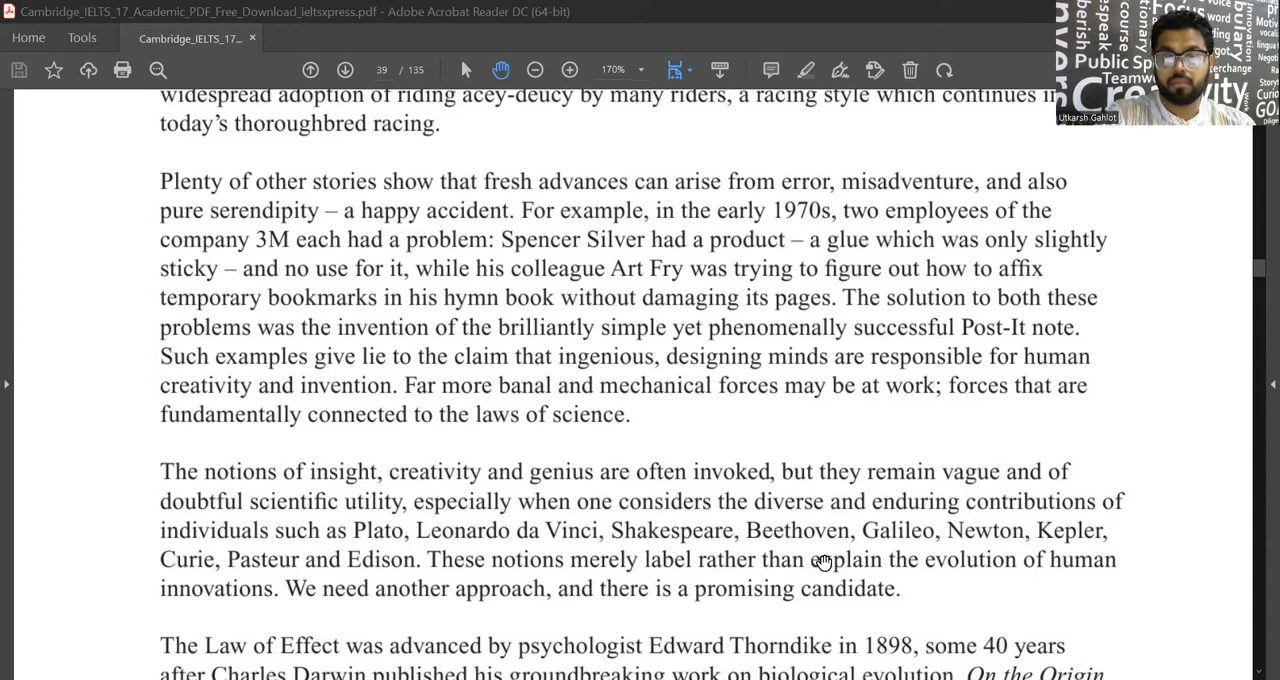 Cambridge_IELTS_17_Academic_PDF_Free_Download_ieltsxpress.pdf - Adobe Acrobat Reader DC (64-bit)
Home Tools Cambridge_IELTS_17... ×
39 / 135 170%
widespread adoption of riding acey-deucy by many riders, a racing style which continues in
today's thoroughbred racing.
Plenty of other stories show that fresh advances can arise from error, misadventure, and also
pure serendipity – a happy accident. For example, in the early 1970s, two employees of the
company 3M each had a problem: Spencer Silver had a product – a glue which was only slightly
sticky – and no use for it, while his colleague Art Fry was trying to figure out how to affix
temporary bookmarks in his hymn book without damaging its pages. The solution to both these
problems was the invention of the brilliantly simple yet phenomenally successful Post-It note.
Such examples give lie to the claim that ingenious, designing minds are responsible for human
creativity and invention. Far more banal and mechanical forces may be at work; forces that are
fundamentally connected to the laws of science.
The notions of insight, creativity and genius are often invoked, but they remain vague and of
doubtful scientific utility, especially when one considers the diverse and enduring contributions of
individuals such as Plato, Leonardo da Vinci, Shakespeare, Beethoven, Galileo, Newton, Kepler,
Curie, Pasteur and Edison. These notions merely label rather than explain the evolution of human
innovations. We need another approach, and there is a promising candidate.
The Law of Effect was advanced by psychologist Edward Thorndike in 1898, some 40 years
after Charles Darwin published his groundbreaking work on biological evolution, On the Origin
Utkarsh Gahlot